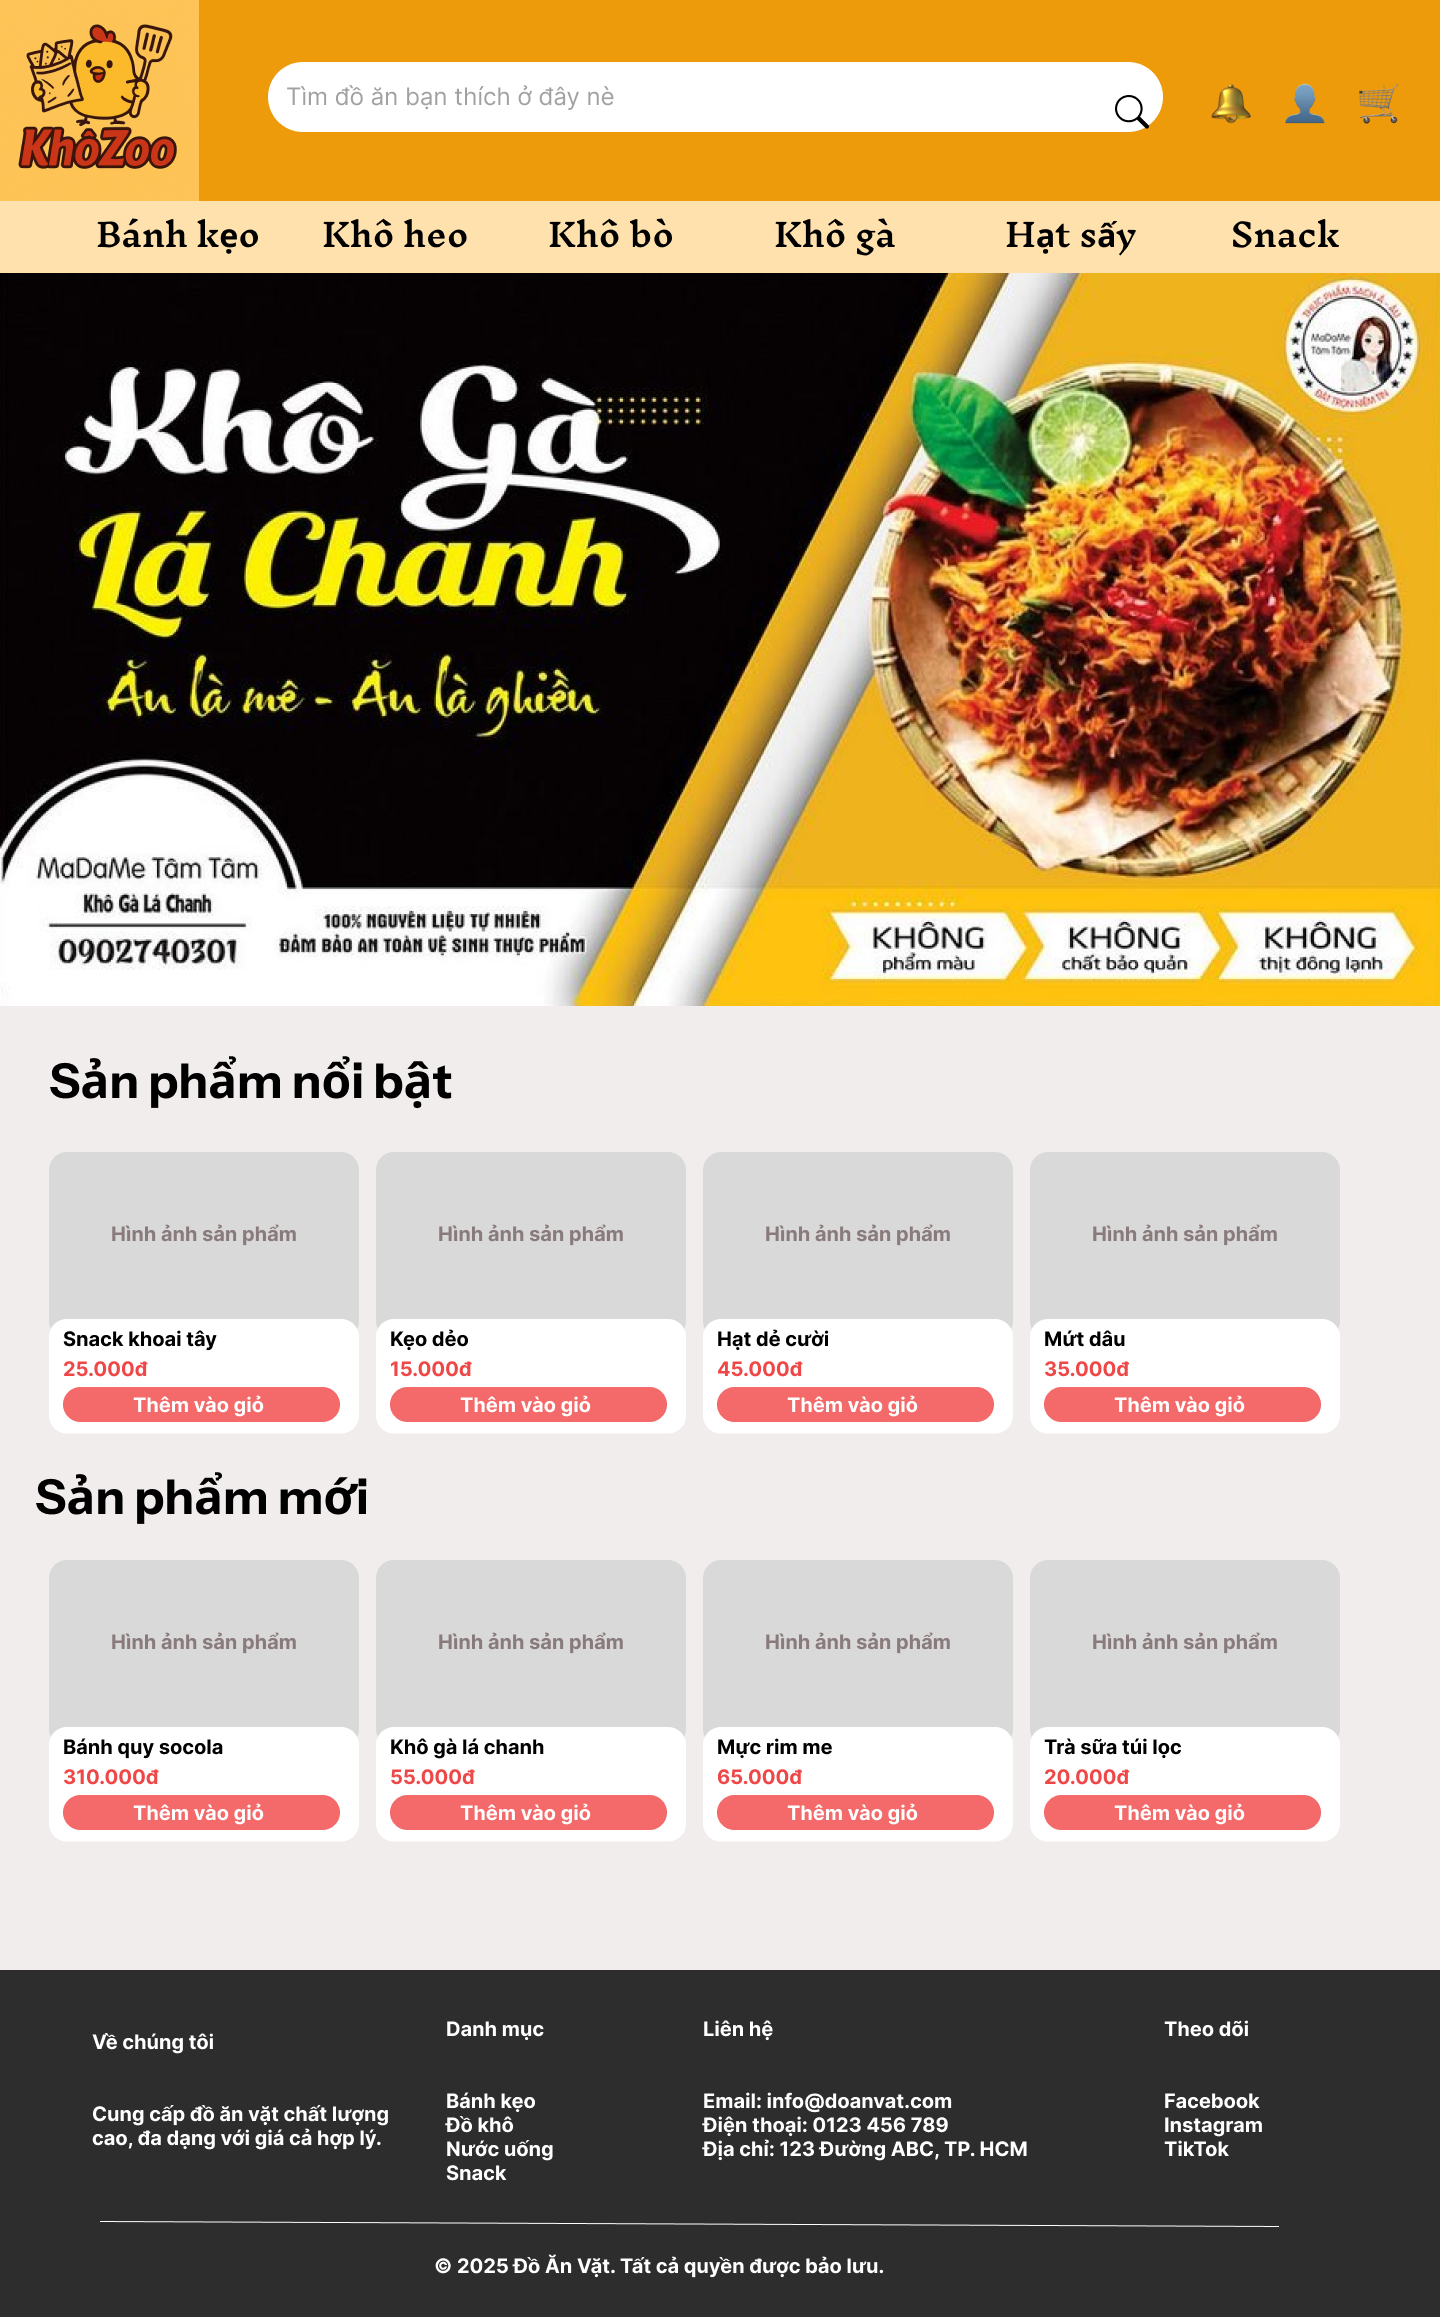 KhôZoo
Tìm đồ ăn bạn thích ở đây nè
Bánh kẹo Khô heo Khô bò Khô gà Hạt sấy Snack
THỰC PHẨM SẠCH Á - ÂU
MaDaMe
Tâm Tâm
ĐẶT TRỌN NIỀM TIN
Khô Gà
Lá Chanh
Ăn là mê - Ăn là ghiền
MaDaMe Tâm Tâm
Khô Gà Lá Chanh
0902740301
100% NGUYÊN LIỆU TỰ NHIÊN
ĐẢM BẢO AN TOÀN VỆ SINH THỰC PHẨM
KHÔNG
phẩm màu
KHÔNG
chất bảo quản
KHÔNG
thịt đông lạnh
Sản phẩm nổi bật
Hình ảnh sản phẩm Hình ảnh sản phẩm Hình ảnh sản phẩm Hình ảnh sản phẩm
Snack khoai tây Kẹo dẻo Hạt dẻ cười Mứt dâu
25.000đ 15.000đ 45.000đ 35.000đ
Thêm vào giỏ Thêm vào giỏ Thêm vào giỏ Thêm vào giỏ
Sản phẩm mới
Hình ảnh sản phẩm Hình ảnh sản phẩm Hình ảnh sản phẩm Hình ảnh sản phẩm
Bánh quy socola Khô gà lá chanh Mực rim me Trà sữa túi lọc
310.000đ 55.000đ 65.000đ 20.000đ
Thêm vào giỏ Thêm vào giỏ Thêm vào giỏ Thêm vào giỏ
Về chúng tôi
Cung cấp đồ ăn vặt chất lượng
cao, đa dạng với giá cả hợp lý.
Danh mục
Bánh kẹo
Đồ khô
Nước uống
Snack
Liên hệ
Email: info@doanvat.com
Điện thoại: 0123 456 789
Địa chỉ: 123 Đường ABC, TP. HCM
Theo dõi
Facebook
Instagram
TikTok
© 2025 Đồ Ăn Vặt. Tất cả quyền được bảo lưu.